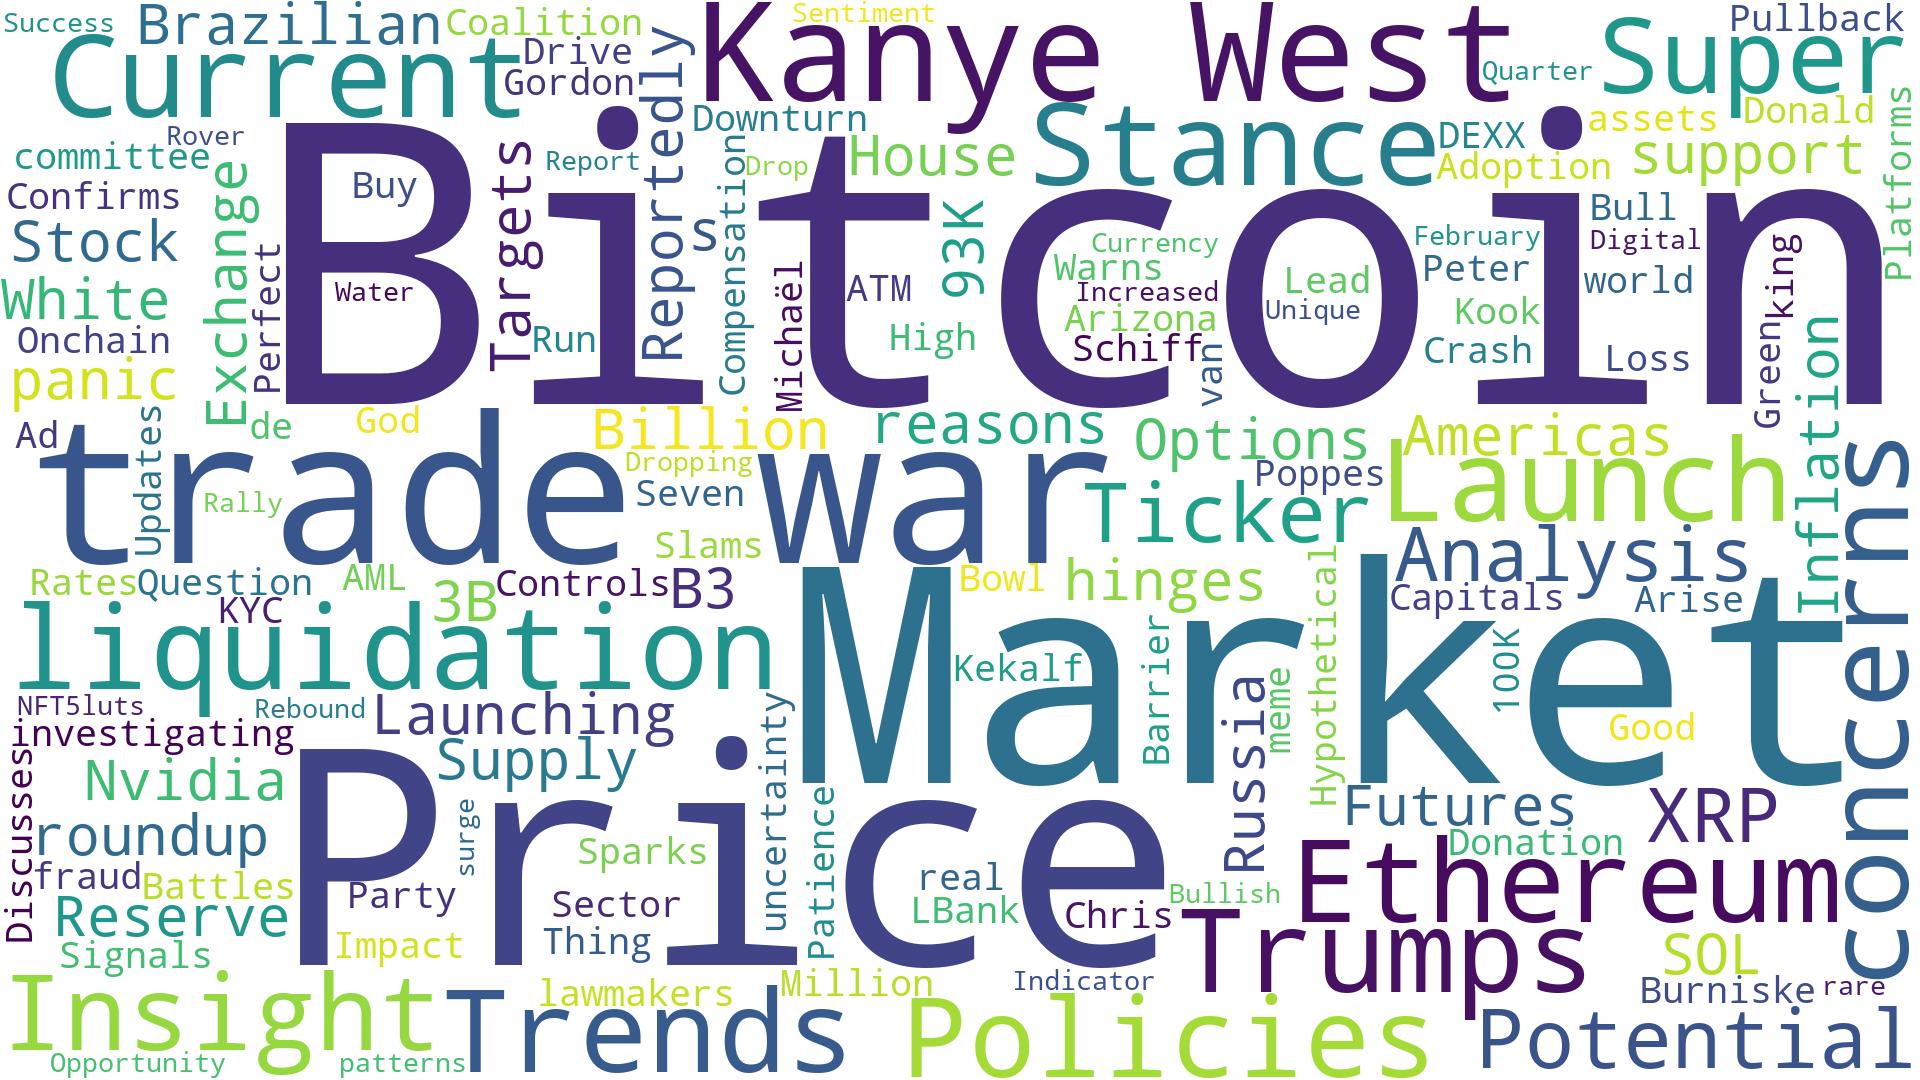 Success
Brazilian
Coalition
Sentiment
Kanye West
Pullback
Current
Drive
Gordon
Reportedly
Quarter
Super
Rover
Downturn
Stance
DEXX
assets
Donald
committee
Report
Drop
House
Adoption
support
Platforms
Confirms
Buy
Targets
Compensation
Bitcoin
s
93K
Currency
February
Bull
Digital
Stock
Exchange
Perfect
Water
Michaël
ATM
Warns
Increased
Lead
Unique
Peter
world
king
White
Onchain
Run
High
Arizona
Schiff
van
Kook
Crash
Loss
Green
Inflation
panic
Ad
Updates
de
God
Billion
reasons
Options
Americas
trade war
Dropping
Seven
Poppes
Launch
concerns
Rally
Slams
Ticker
Analysis
Rates
Question
AML
3B
Controls
B3
Bowl
hinges
Hypothetical
Capitals
Arise
KYC
liquidation
Market
Kekalf
Barrier
100K
NFT5luts
Rebound
Launching
uncertainty
Russia
meme
Good
investigating
Discusses
Supply
Nvidia
Price
surge
Patience
Futures
XRP
roundup
Sparks
Donation
fraud
Battles
Party
Sector
real
Bullish
Ethereum
Reserve
LBank
Chris
Impact
Thing
Trumps
Signals
SOL
Insight
lawmakers
Million
Indicator
Burniske
rare
Trends
Policies
Potential
Opportunity
patterns